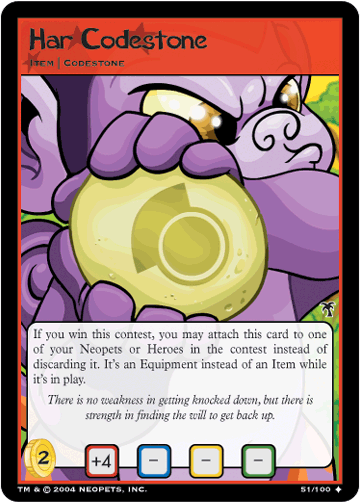 Har Codestone
Item | Codestone
If you win this contest, you may attach this card to one
of your Neopets or Heroes in the contest instead of
discarding it. It's an Equipment instead of an Item while
it's in play.
There is no weakness in getting knocked down, but there is
strength in finding the will to get back up.
2
+4
–
–
–
TM & © 2004 NEOPETS, INC.
51/100 ♦